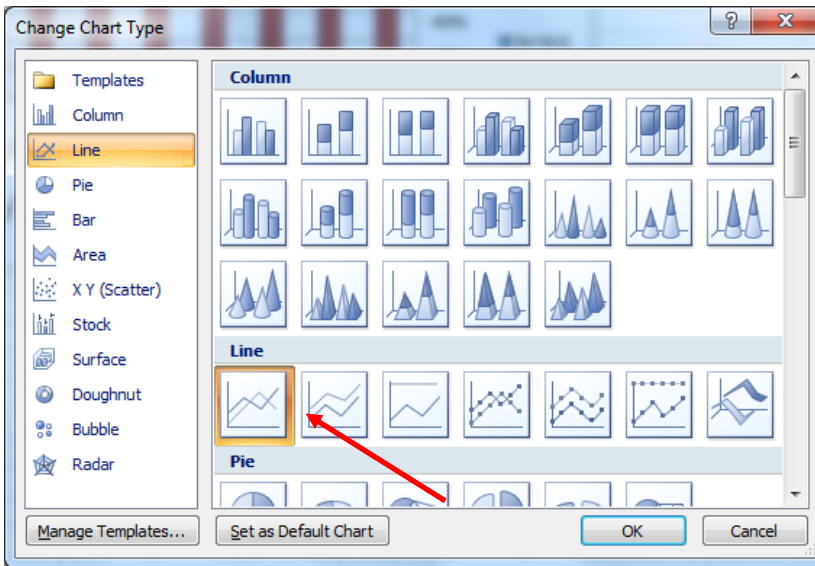 Change Chart Type
Templates
Column
Line
Pie
Bar
Area
X Y (Scatter)
Stock
Surface
Doughnut
Bubble
Radar
Column
Line
Pie
Manage Templates...
Set as Default Chart
OK
Cancel